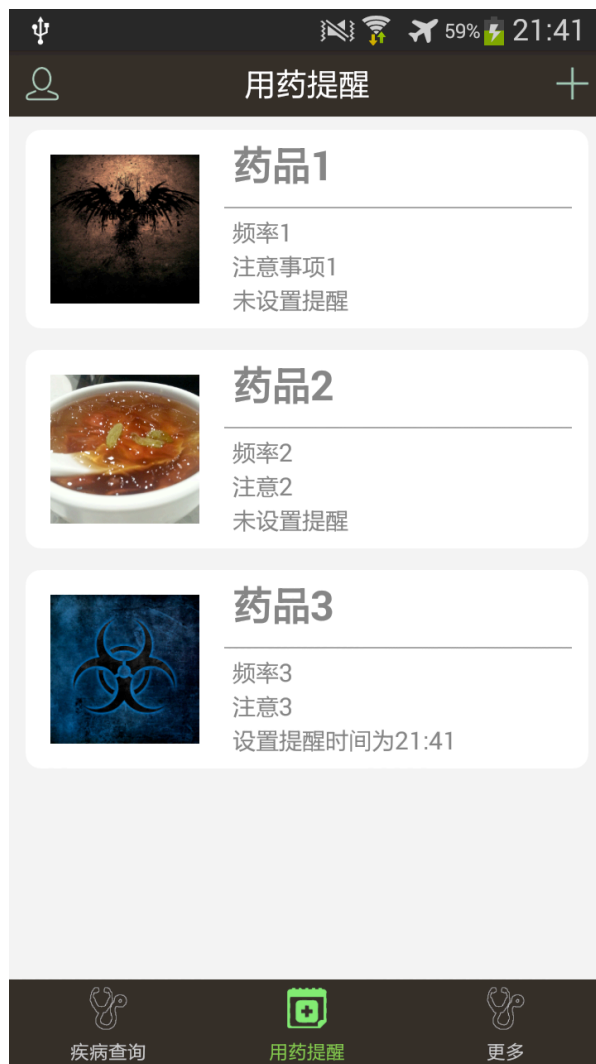 59% 21:41
用药提醒
药品1
频率1
注意事项1
未设置提醒
药品2
频率2
注意2
未设置提醒
药品3
频率3
注意3
设置提醒时间为21:41
疾病查询 用药提醒 更多